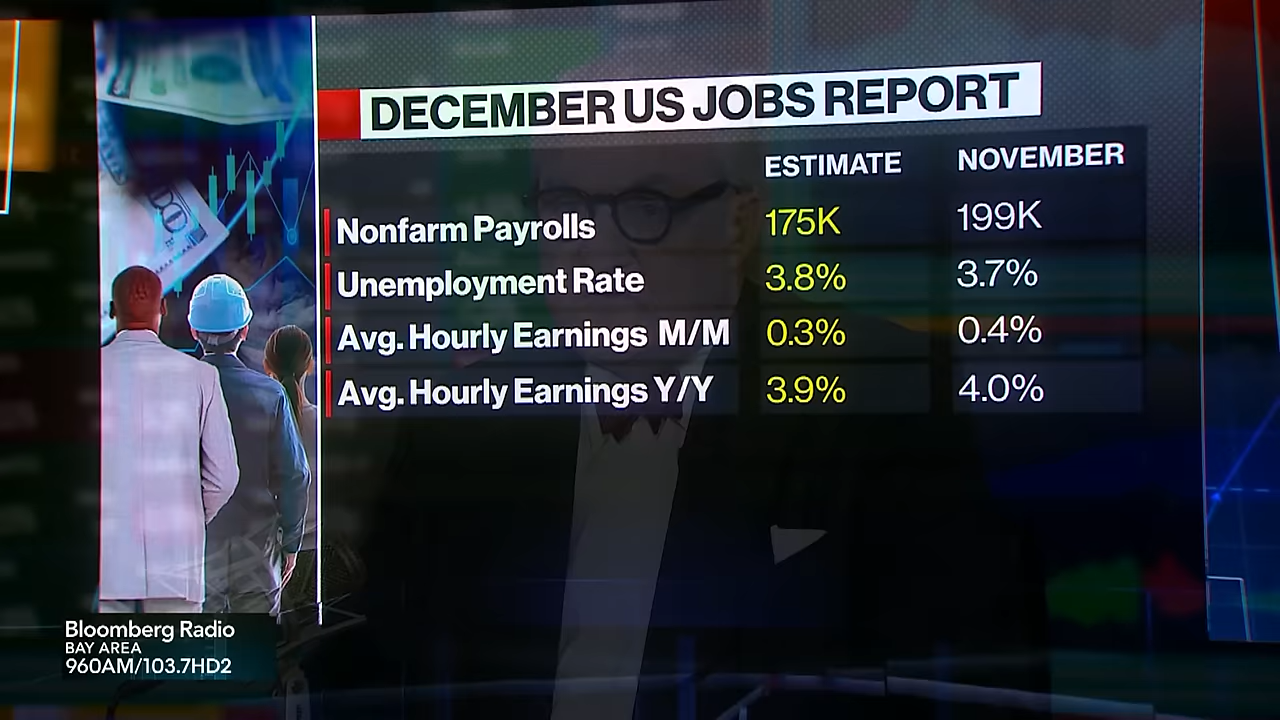 DECEMBER US JOBS REPORT
ESTIMATE NOVEMBER
Nonfarm Payrolls 175K 199K
Unemployment Rate 3.8% 3.7%
Avg. Hourly Earnings M/M 0.3% 0.4%
Avg. Hourly Earnings Y/Y 3.9% 4.0%
Bloomberg Radio
BAY AREA
960AM/103.7HD2